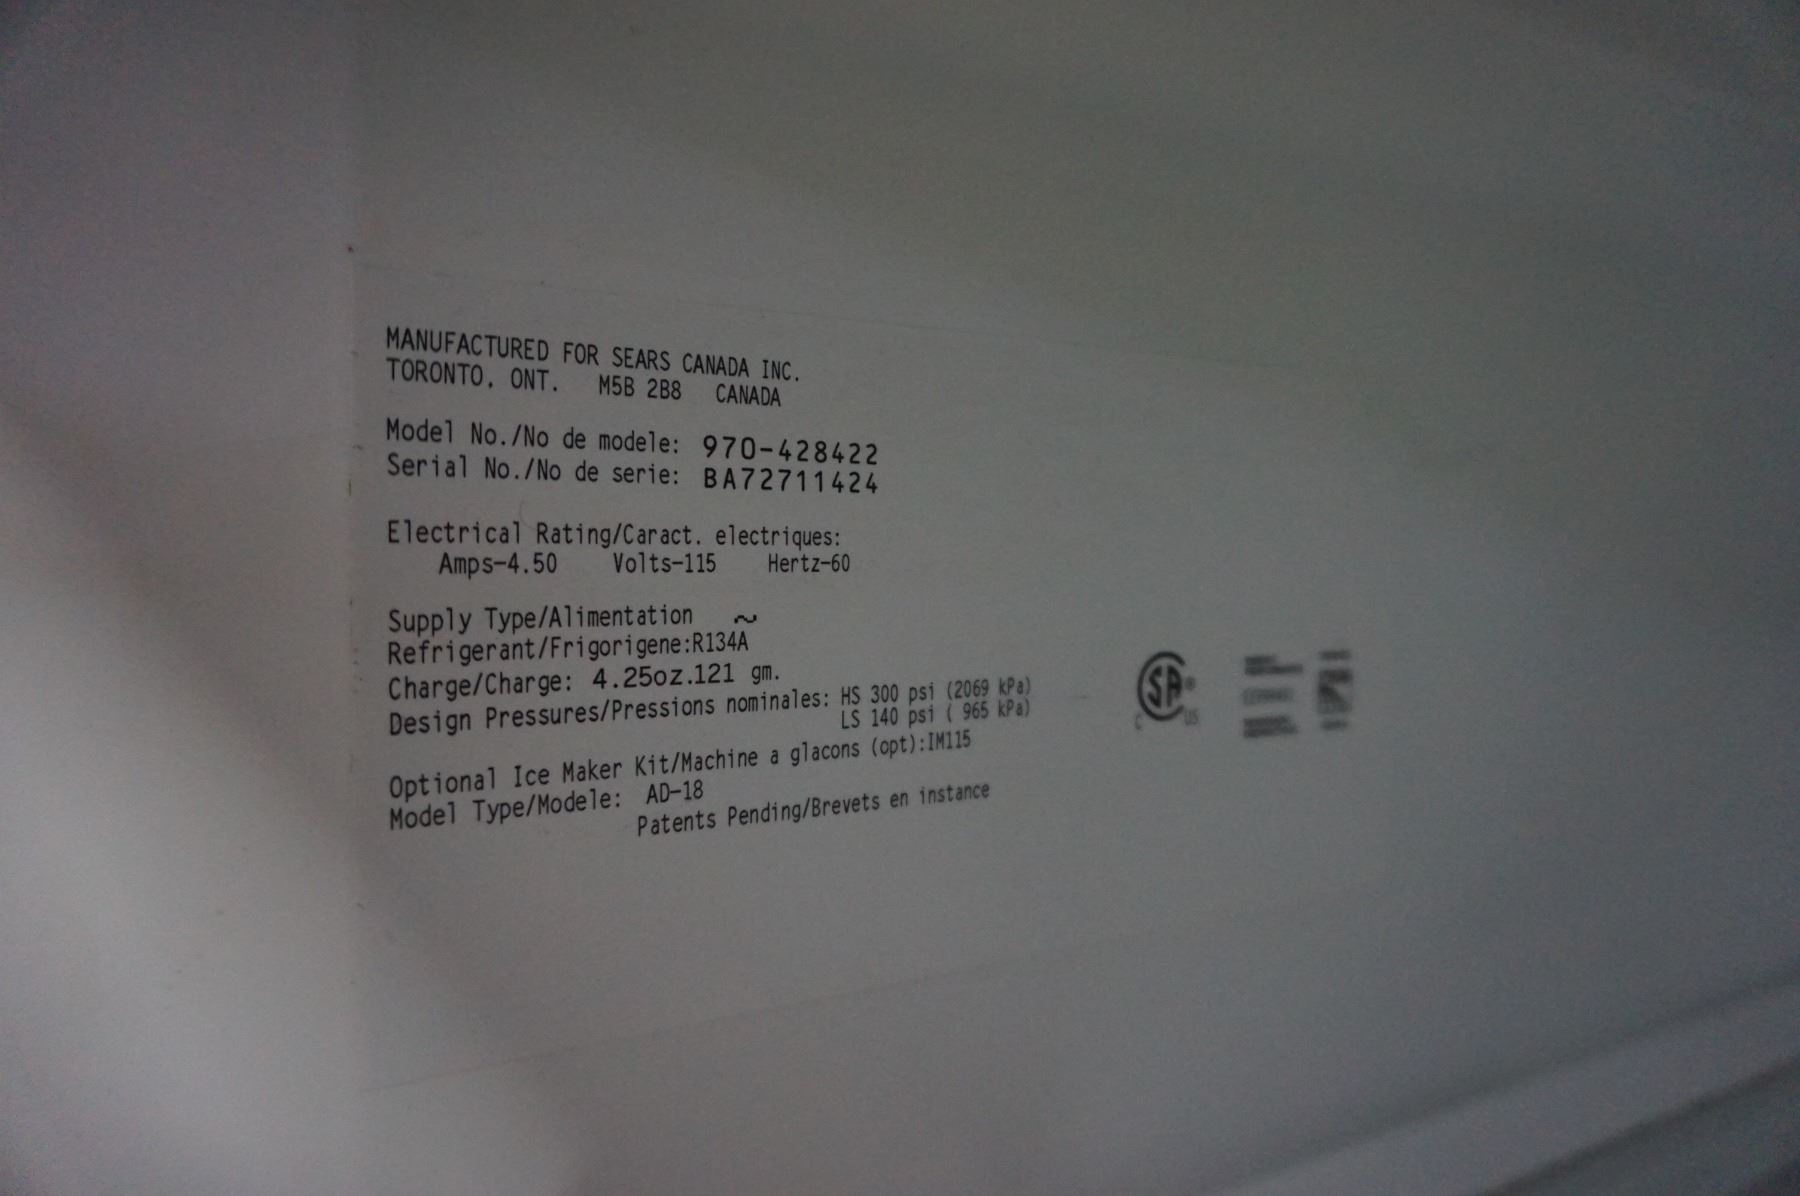 MANUFACTURED FOR SEARS CANADA INC.
TORONTO, ONT. M5B 2B8 CANADA
Model No./No de modele: 970-428422
Serial No./No de serie: BA72711424
Electrical Rating/Caract. electriques:
Amps-4.50 Volts-115 Hertz-60
Supply Type/Alimentation ~
Refrigerant/Frigorigene:R134A
Charge/Charge: 4.25oz.121 gm.
Design Pressures/Pressions nominales: HS 300 psi (2069 kPa)
LS 140 psi ( 965 kPa)
Optional Ice Maker Kit/Machine a glacons (opt):IM115
Model Type/Modele: AD-18
Patents Pending/Brevets en instance
C SA® US